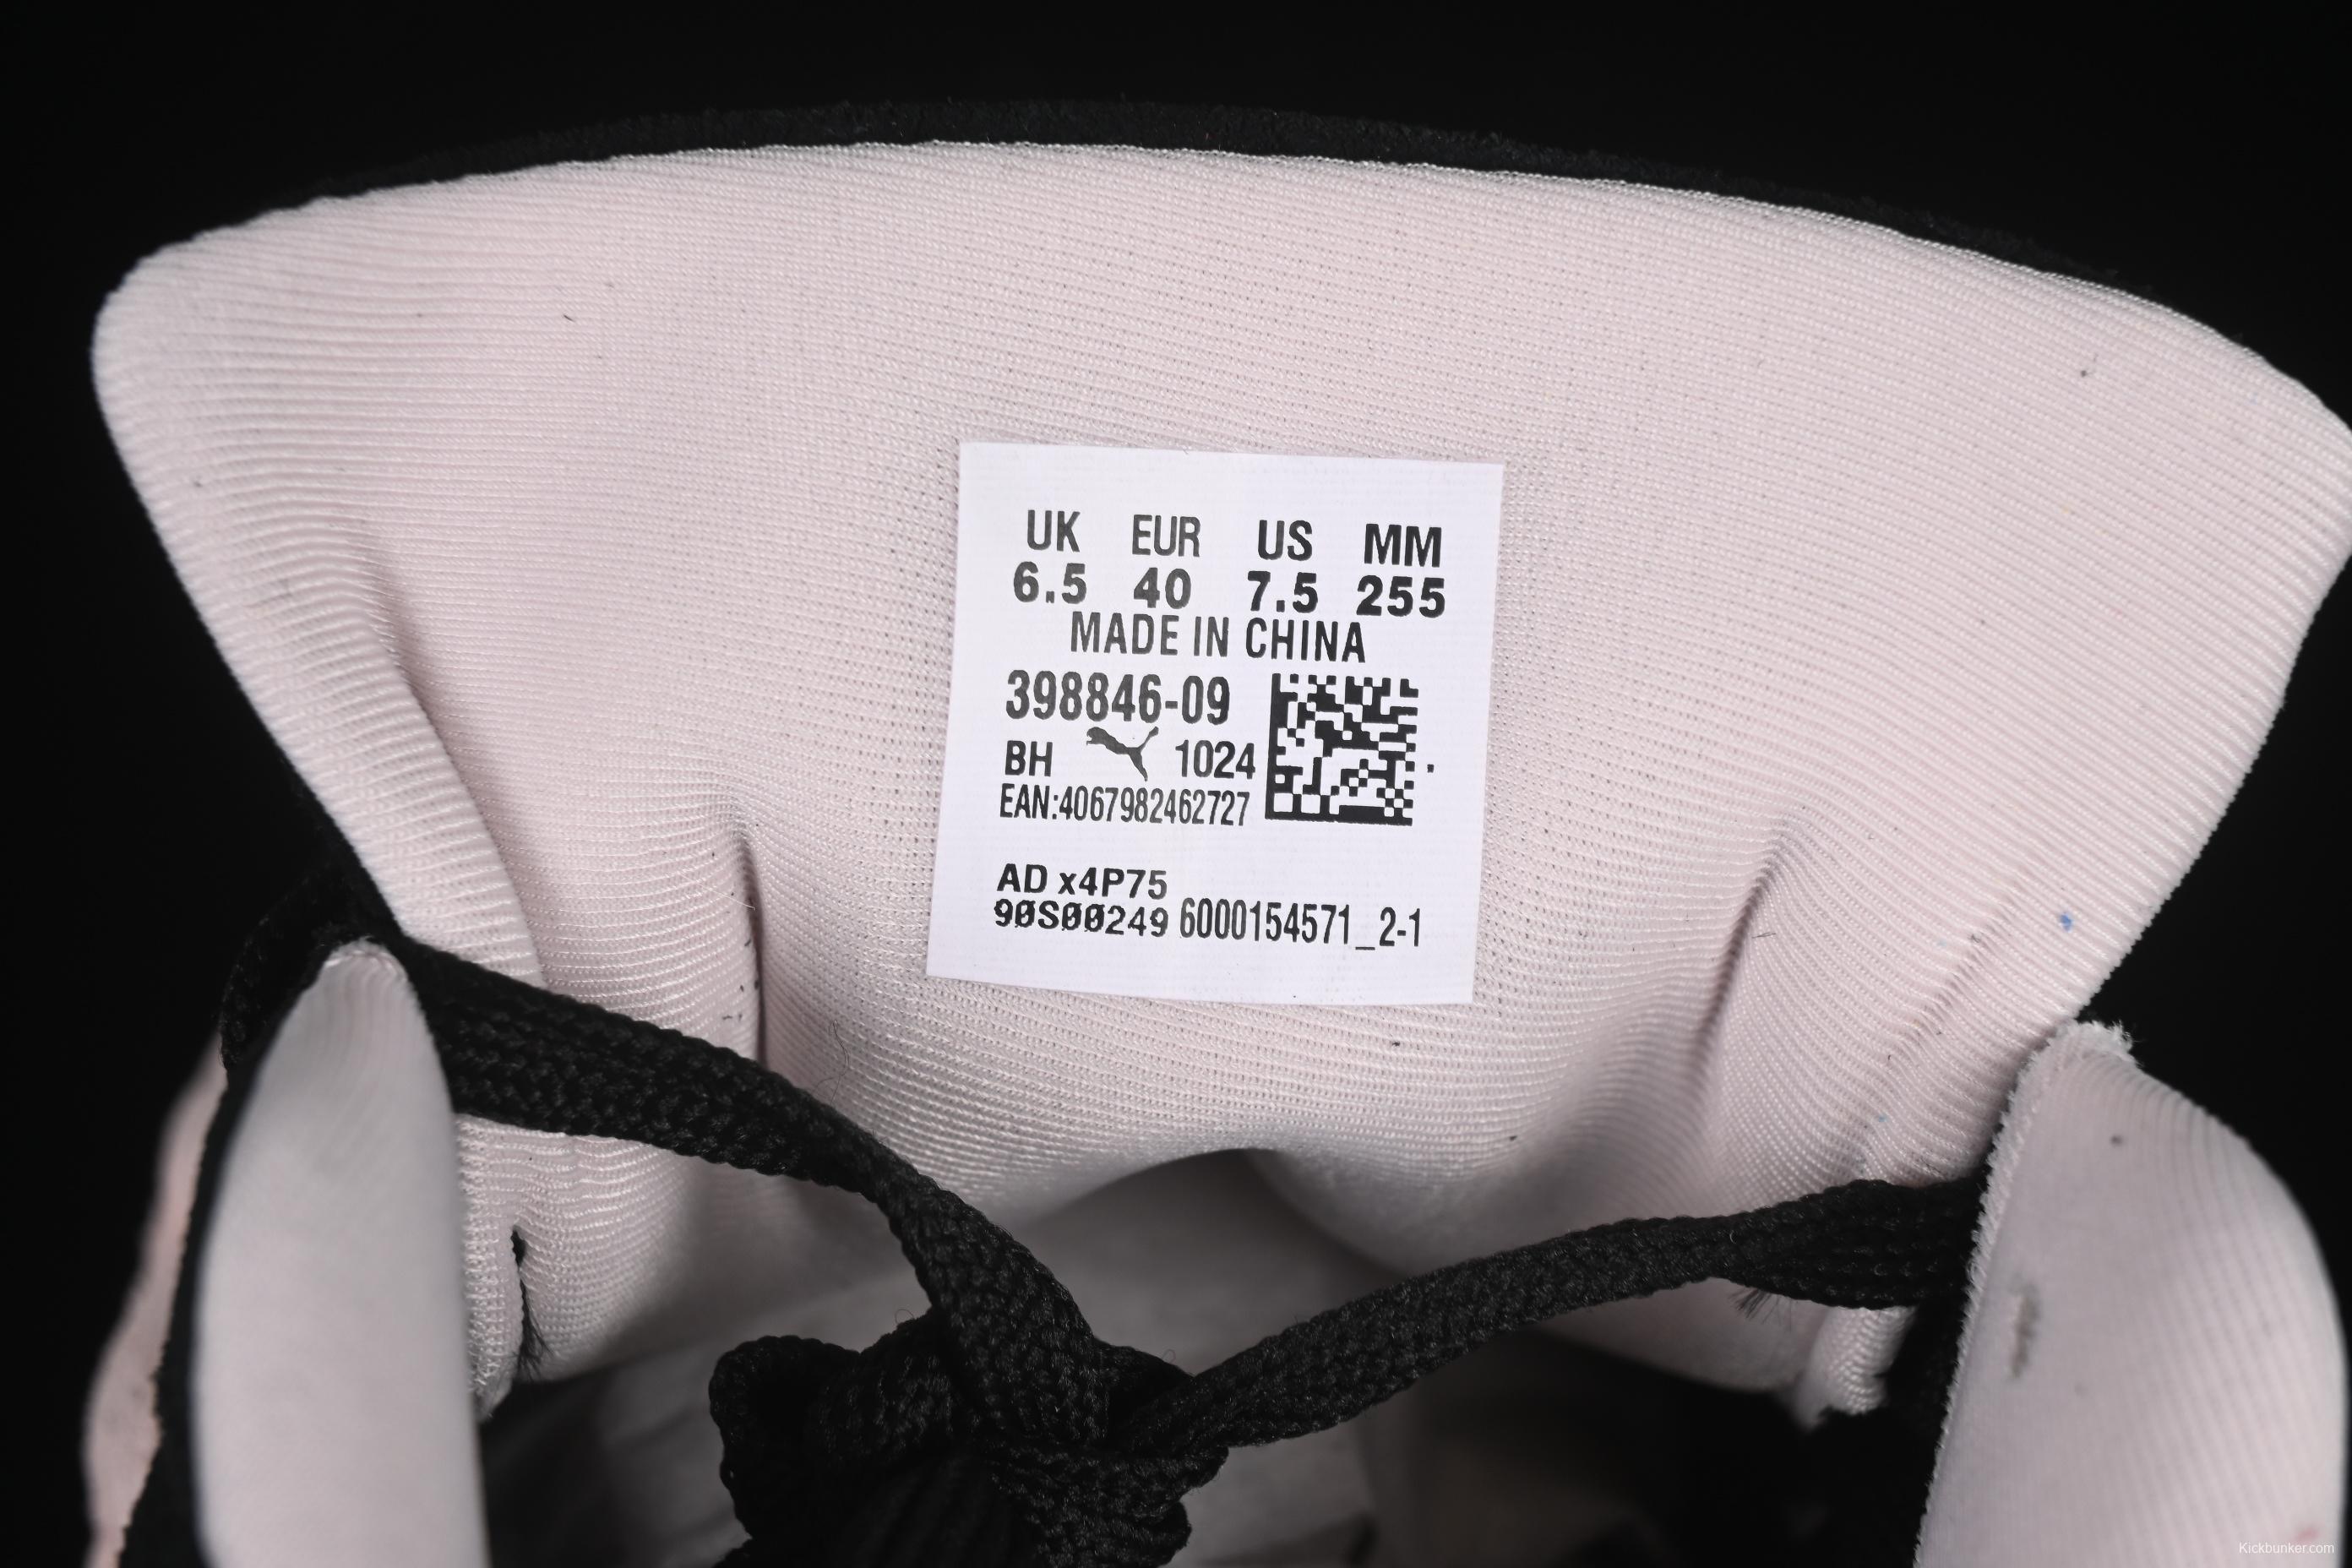 UK EUR US MM
6.5 40 7.5 255
MADE IN CHINA
398846-09
BH 1024
EAN:4067982462727
AD x4P75
90S00249 6000154571_2-1
Kickbunker.com